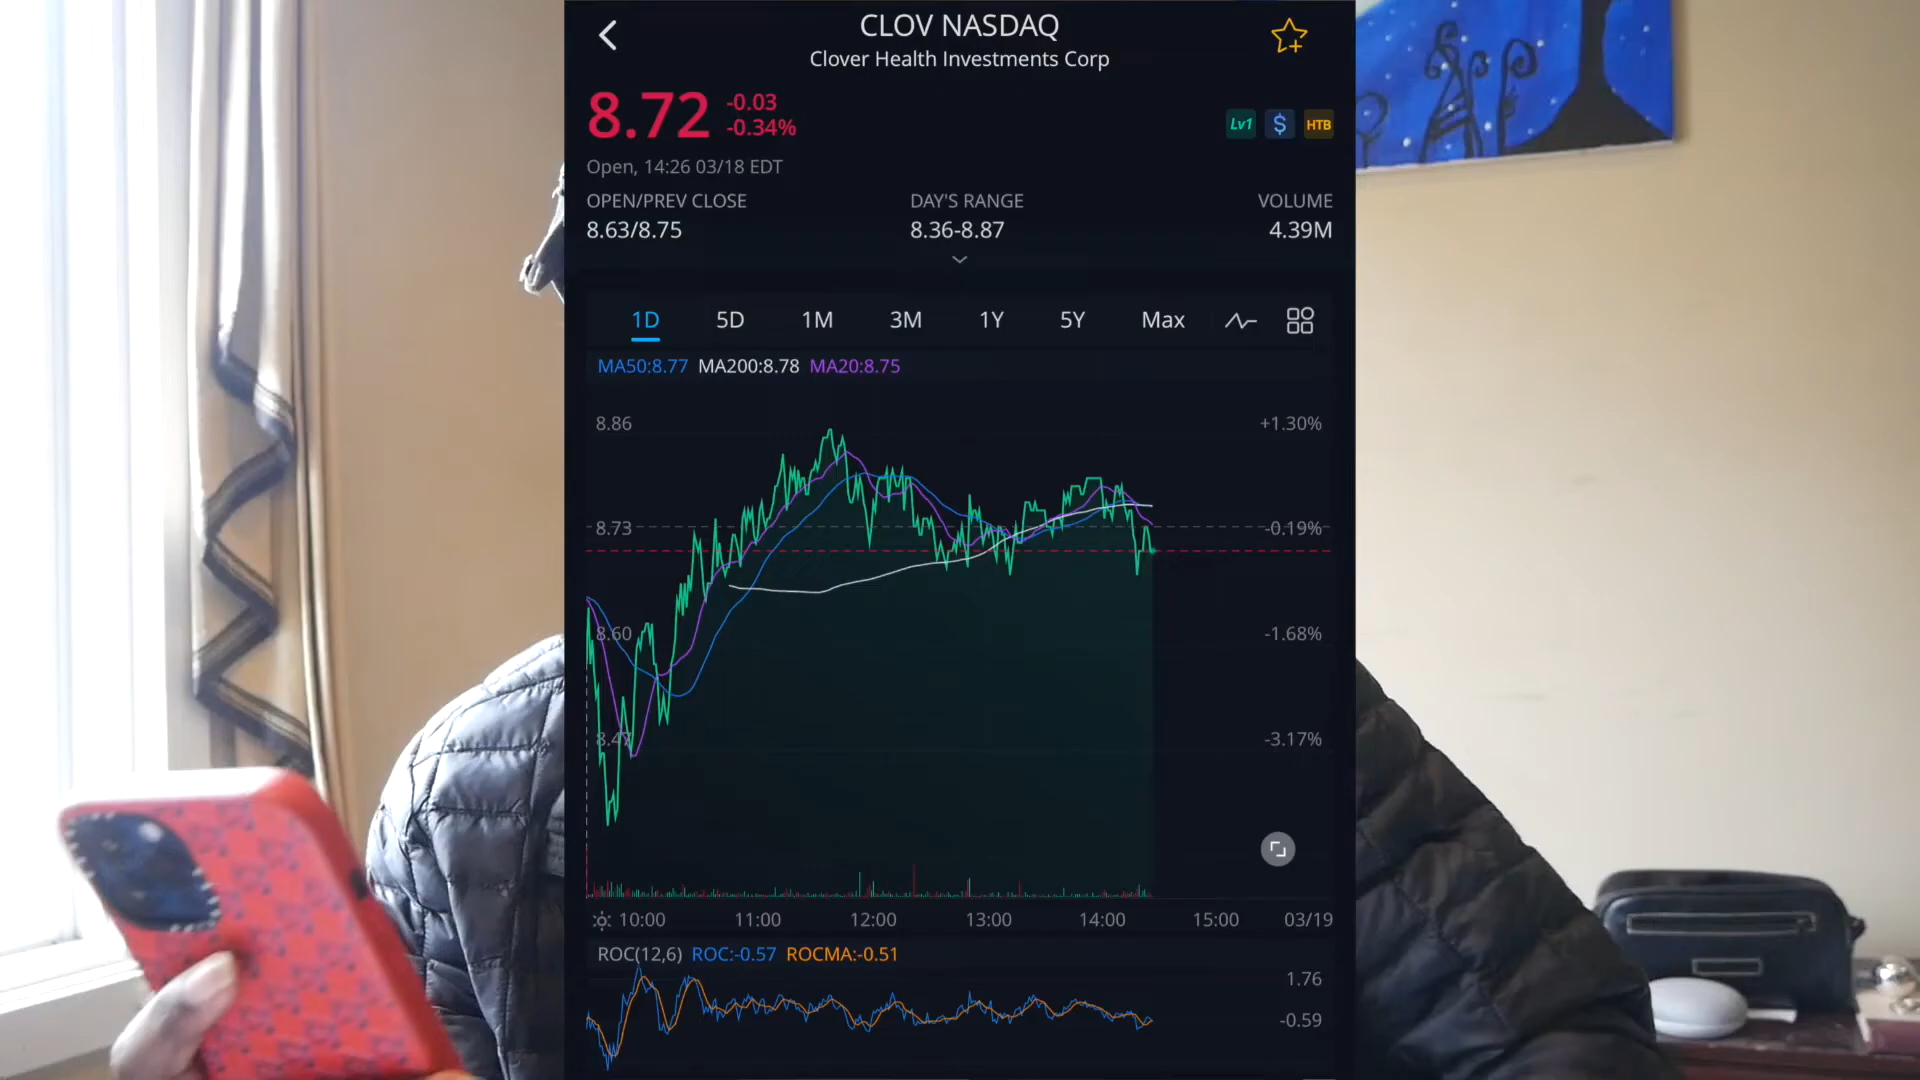 CLOV NASDAQ
Clover Health Investments Corp
8.72 -0.03
-0.34%
Lv1 $ HTB
Open, 14:26 03/18 EDT
OPEN/PREV CLOSE DAY'S RANGE VOLUME
8.63/8.75 8.36-8.87 4.39M
1D 5D 1M 3M 1Y 5Y Max
MA50:8.77 MA200:8.78 MA20:8.75
8.86 +1.30%
8.73 -0.19%
8.60 -1.68%
8.47 -3.17%
10:00 11:00 12:00 13:00 14:00 15:00 03/19
ROC(12,6) ROC:-0.57 ROCMA:-0.51
1.76
-0.59